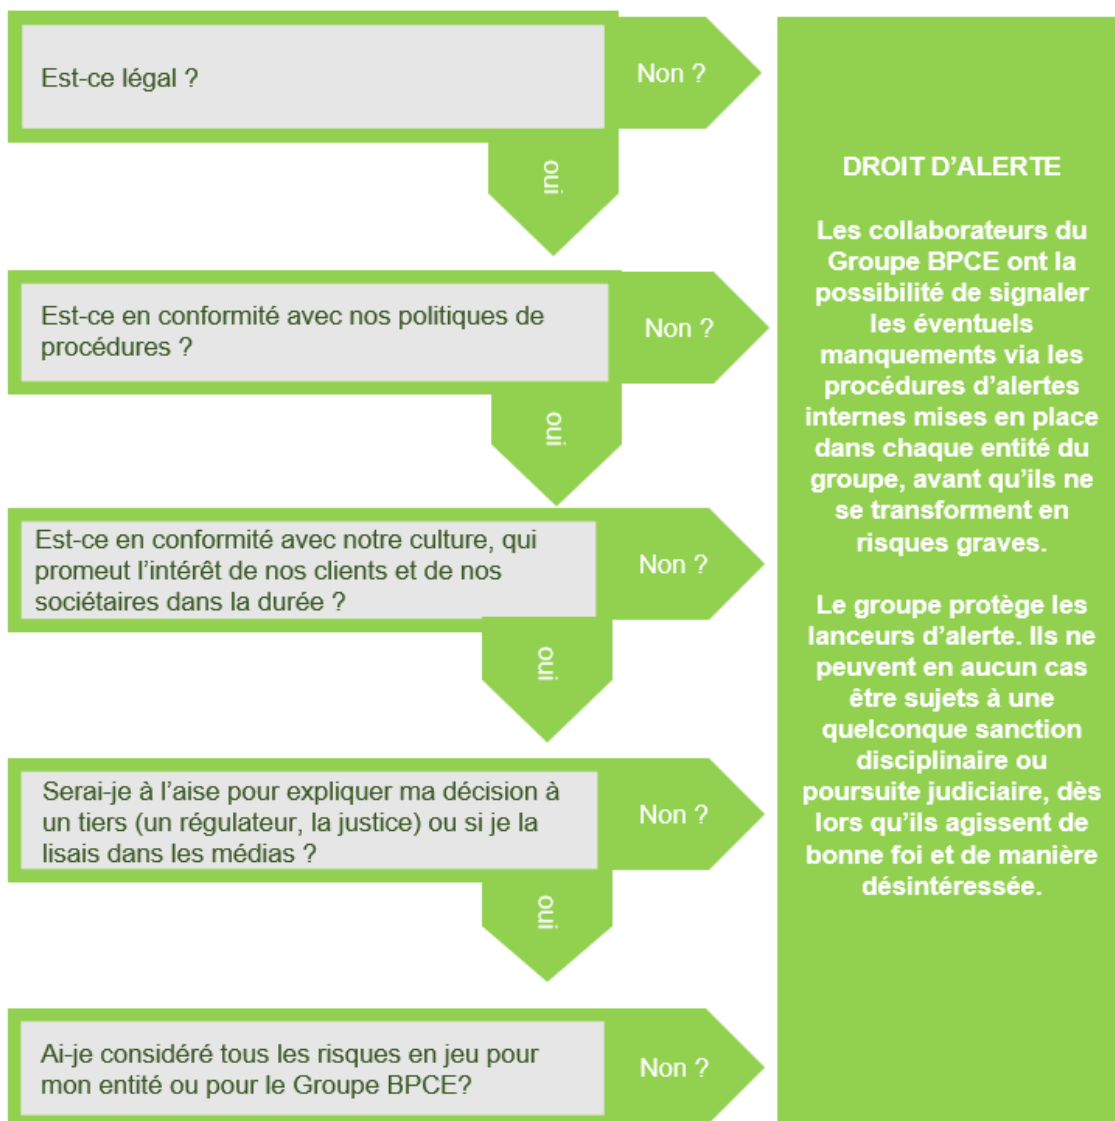 Est-ce légal ?
Non ?
oui
Est-ce en conformité avec nos politiques de
procédures ?
Non ?
oui
Est-ce en conformité avec notre culture, qui
promeut l'intérêt de nos clients et de nos
sociétaires dans la durée ?
Non ?
oui
Serai-je à l'aise pour expliquer ma décision à
un tiers (un régulateur, la justice) ou si je la
lisais dans les médias ?
Non ?
oui
Ai-je considéré tous les risques en jeu pour
mon entité ou pour le Groupe BPCE?
Non ?
DROIT D'ALERTE
Les collaborateurs du
Groupe BPCE ont la
possibilité de signaler
les éventuels
manquements via les
procédures d'alertes
internes mises en place
dans chaque entité du
groupe, avant qu'ils ne
se transforment en
risques graves.
Le groupe protège les
lanceurs d'alerte. Ils ne
peuvent en aucun cas
être sujets à une
quelconque sanction
disciplinaire ou
poursuite judiciaire, dès
lors qu'ils agissent de
bonne foi et de manière
désintéressée.